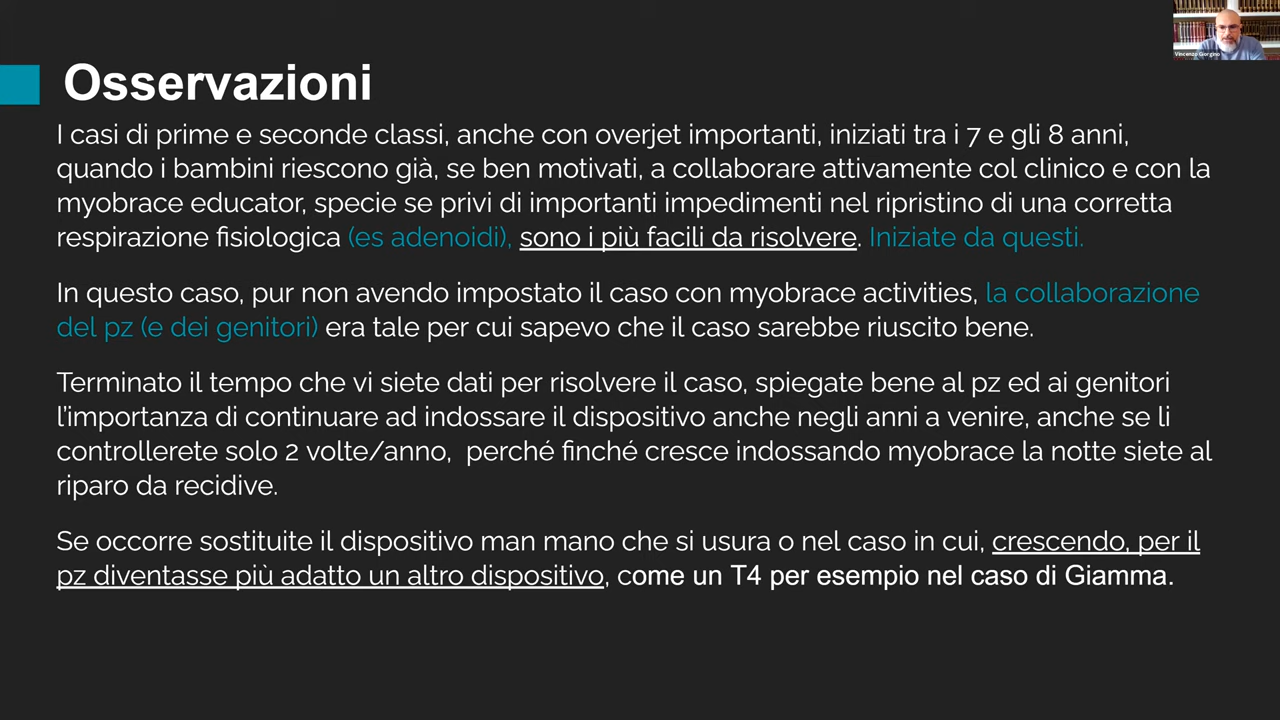 Vincenzo Giorgino
Osservazioni
I casi di prime e seconde classi, anche con overjet importanti, iniziati tra i 7 e gli 8 anni,
quando i bambini riescono già, se ben motivati, a collaborare attivamente col clinico e con la
myobrace educator, specie se privi di importanti impedimenti nel ripristino di una corretta
respirazione fisiologica (es adenoidi), sono i più facili da risolvere. Iniziate da questi.
In questo caso, pur non avendo impostato il caso con myobrace activities, la collaborazione
del pz (e dei genitori) era tale per cui sapevo che il caso sarebbe riuscito bene.
Terminato il tempo che vi siete dati per risolvere il caso, spiegate bene al pz ed ai genitori
l'importanza di continuare ad indossare il dispositivo anche negli anni a venire, anche se li
controllerete solo 2 volte/anno, perché finché cresce indossando myobrace la notte siete al
riparo da recidive.
Se occorre sostituite il dispositivo man mano che si usura o nel caso in cui, crescendo, per il
pz diventasse più adatto un altro dispositivo, come un T4 per esempio nel caso di Giamma.